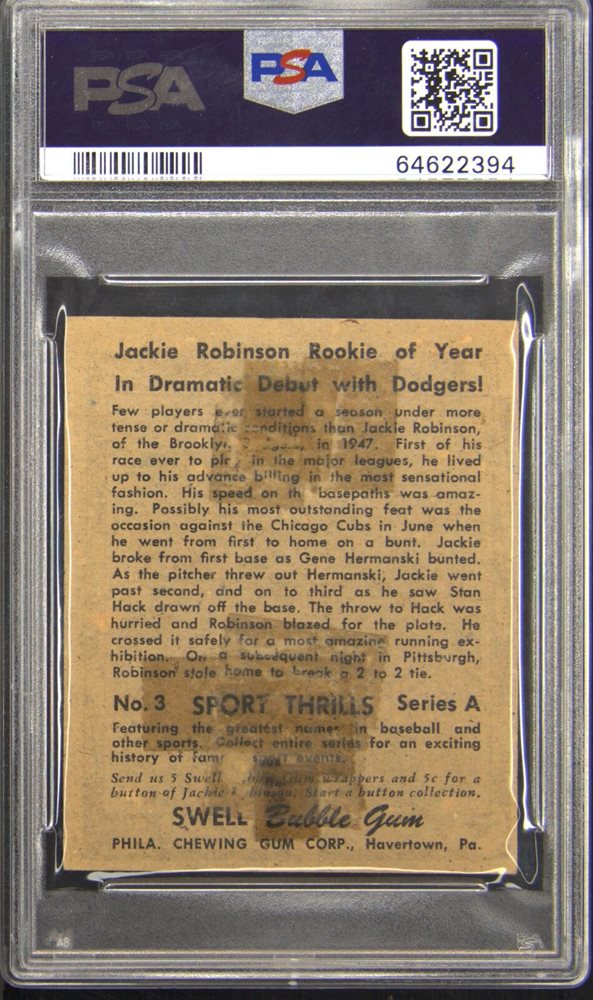 PSA PSA
64622394
Jackie Robinson Rookie of Year
In Dramatic Debut with Dodgers!
Few players ever started a season under more
tense or dramatic conditions than Jackie Robinson,
of the Brooklyn in 1947. First of his
race ever to play in the major leagues, he lived
up to his advance billing in the most sensational
fashion. His speed on th basepaths was amaz-
ing. Possibly his most outstanding feat was the
occasion against the Chicago Cubs in June when
he went from first to home on a bunt. Jackie
broke from first base as Gene Hermanski bunted.
As the pitcher threw out Hermanski, Jackie went
past second, and on to third as he saw Stan
Hack drawn off the base. The throw to Hack was
hurried and Robinson blazed for the plate. He
crossed it safely for a most amazing running ex-
hibition. On a subsequent night in Pittsburgh,
Robinson stole home to break a 2 to 2 tie.
No. 3 SPORT THRILLS Series A
Featuring the greatest names in baseball and
other sports. Collect entire series for an exciting
history of fam sport events.
Send us 5 Swell Gum wrappers and 5c for a
button of Jackie Robinson. Start a button collection.
SWELL Bubble Gum
PHILA. CHEWING GUM CORP., Havertown, Pa.
AB